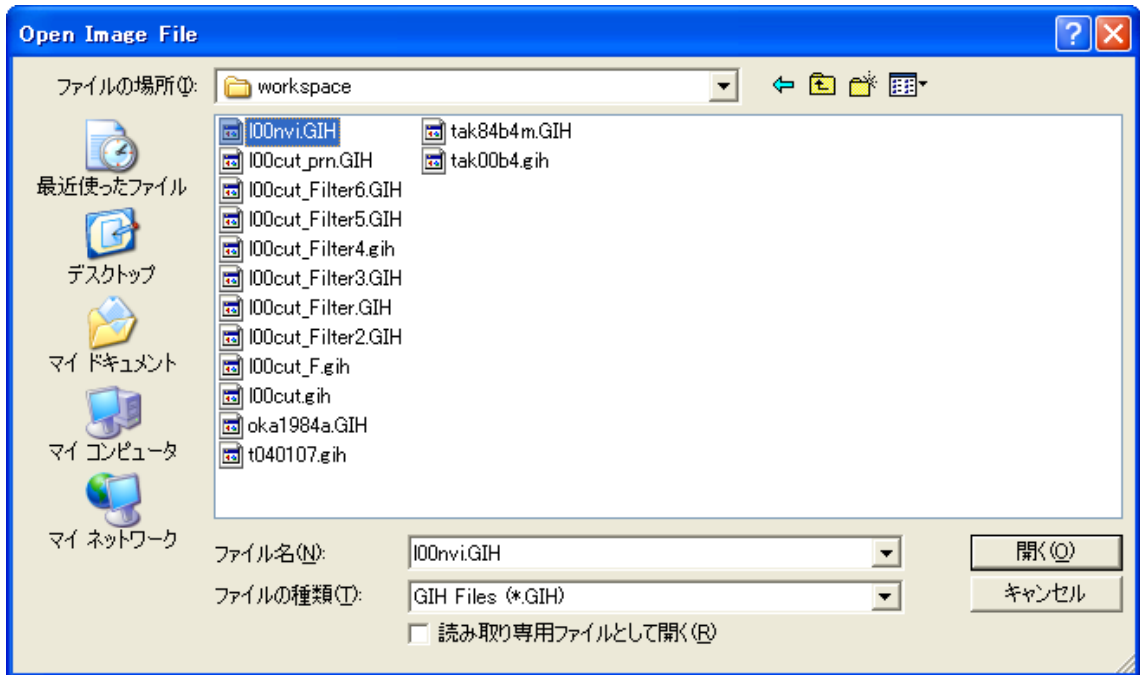 Open Image File
ファイルの場所(I):
workspace
最近使ったファイル
デスクトップ
マイ ドキュメント
マイ コンピュータ
マイ ネットワーク
l00nvi.GIH
l00cut_prn.GIH
l00cut_Filter6.GIH
l00cut_Filter5.GIH
l00cut_Filter4.gih
l00cut_Filter3.GIH
l00cut_Filter.GIH
l00cut_Filter2.GIH
l00cut_F.gih
l00cut.gih
oka1984a.GIH
t040107.gih
tak84b4m.GIH
tak00b4.gih
ファイル名(N):
l00nvi.GIH
開く(O)
ファイルの種類(T):
GIH Files (*.GIH)
キャンセル
読み取り専用ファイルとして開く(R)